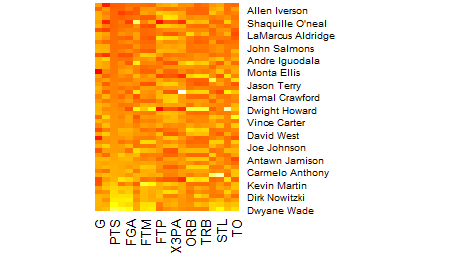 Allen Iverson
Shaquille O'neal
LaMarcus Aldridge
John Salmons
Andre Iguodala
Monta Ellis
Jason Terry
Jamal Crawford
Dwight Howard
Vince Carter
David West
Joe Johnson
Antawn Jamison
Carmelo Anthony
Kevin Martin
Dirk Nowitzki
Dwyane Wade
G
PTS
FGA
FTM
FTP
X3PA
ORB
TRB
STL
TO